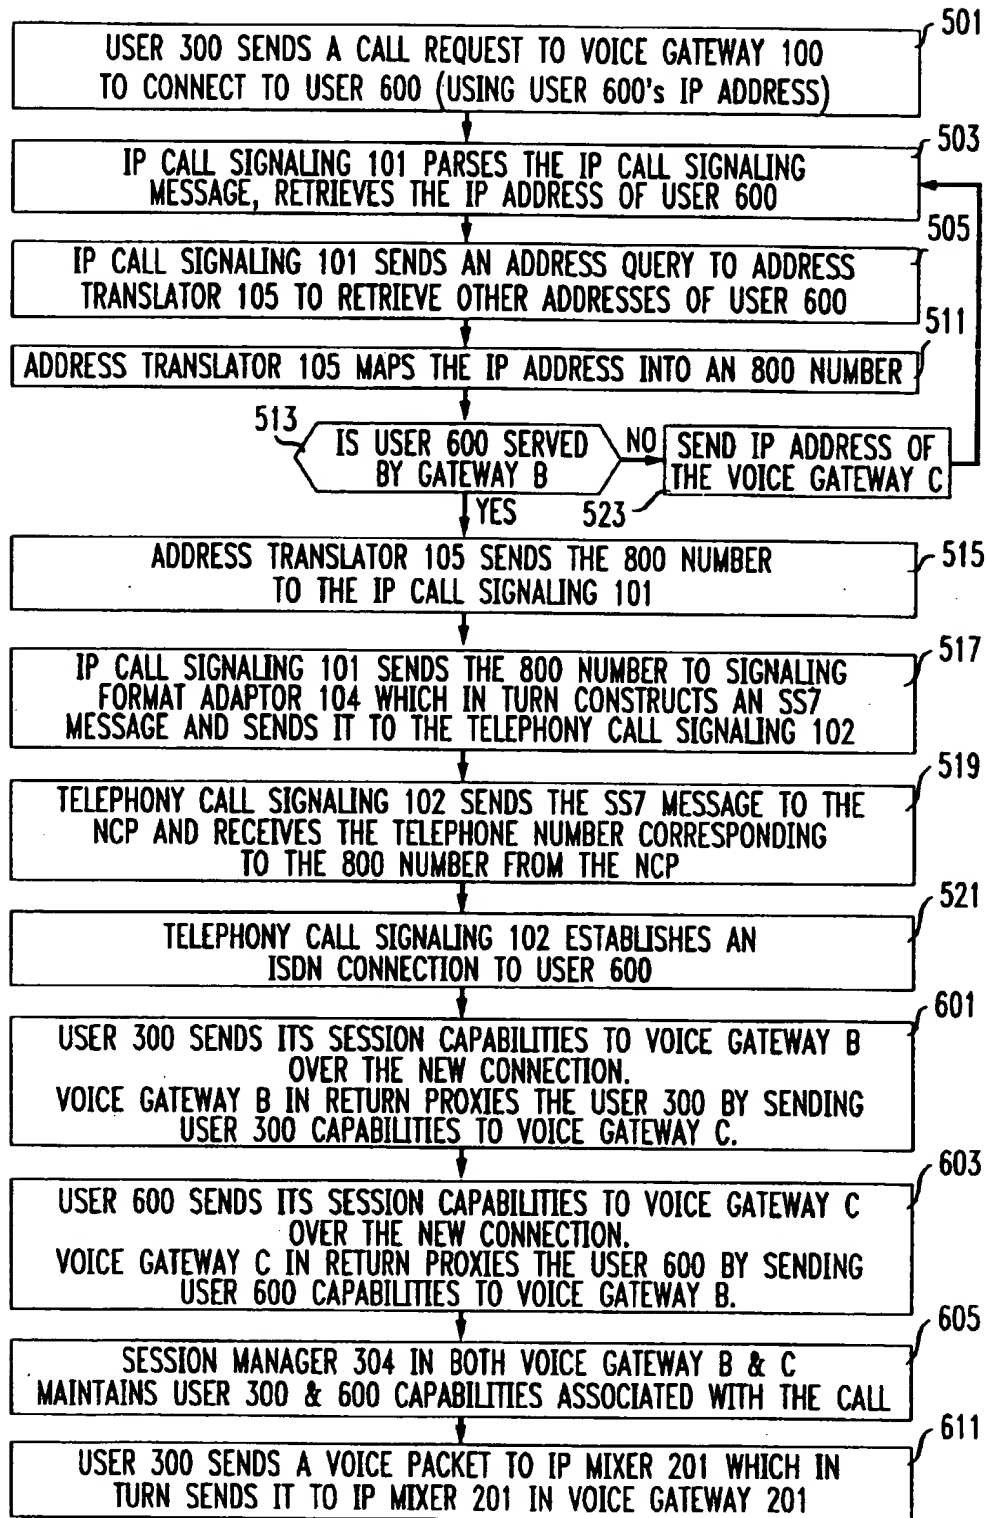 501
USER 300 SENDS A CALL REQUEST TO VOICE GATEWAY 100
TO CONNECT TO USER 600 (USING USER 600's IP ADDRESS)
503
IP CALL SIGNALING 101 PARSES THE IP CALL SIGNALING
MESSAGE, RETRIEVES THE IP ADDRESS OF USER 600
505
IP CALL SIGNALING 101 SENDS AN ADDRESS QUERY TO ADDRESS
TRANSLATOR 105 TO RETRIEVE OTHER ADDRESSES OF USER 600
511
ADDRESS TRANSLATOR 105 MAPS THE IP ADDRESS INTO AN 800 NUMBER
513
IS USER 600 SERVED
BY GATEWAY B
NO
SEND IP ADDRESS OF
THE VOICE GATEWAY C
523
YES
515
ADDRESS TRANSLATOR 105 SENDS THE 800 NUMBER
TO THE IP CALL SIGNALING 101
517
IP CALL SIGNALING 101 SENDS THE 800 NUMBER TO SIGNALING
FORMAT ADAPTOR 104 WHICH IN TURN CONSTRUCTS AN SS7
MESSAGE AND SENDS IT TO THE TELEPHONY CALL SIGNALING 102
519
TELEPHONY CALL SIGNALING 102 SENDS THE SS7 MESSAGE TO THE
NCP AND RECEIVES THE TELEPHONE NUMBER CORRESPONDING
TO THE 800 NUMBER FROM THE NCP
521
TELEPHONY CALL SIGNALING 102 ESTABLISHES AN
ISDN CONNECTION TO USER 600
601
USER 300 SENDS ITS SESSION CAPABILITIES TO VOICE GATEWAY B
OVER THE NEW CONNECTION.
VOICE GATEWAY B IN RETURN PROXIES THE USER 300 BY SENDING
USER 300 CAPABILITIES TO VOICE GATEWAY C.
603
USER 600 SENDS ITS SESSION CAPABILITIES TO VOICE GATEWAY C
OVER THE NEW CONNECTION.
VOICE GATEWAY C IN RETURN PROXIES THE USER 600 BY SENDING
USER 600 CAPABILITIES TO VOICE GATEWAY B.
605
SESSION MANAGER 304 IN BOTH VOICE GATEWAY B & C
MAINTAINS USER 300 & 600 CAPABILITIES ASSOCIATED WITH THE CALL
611
USER 300 SENDS A VOICE PACKET TO IP MIXER 201 WHICH IN
TURN SENDS IT TO IP MIXER 201 IN VOICE GATEWAY 201